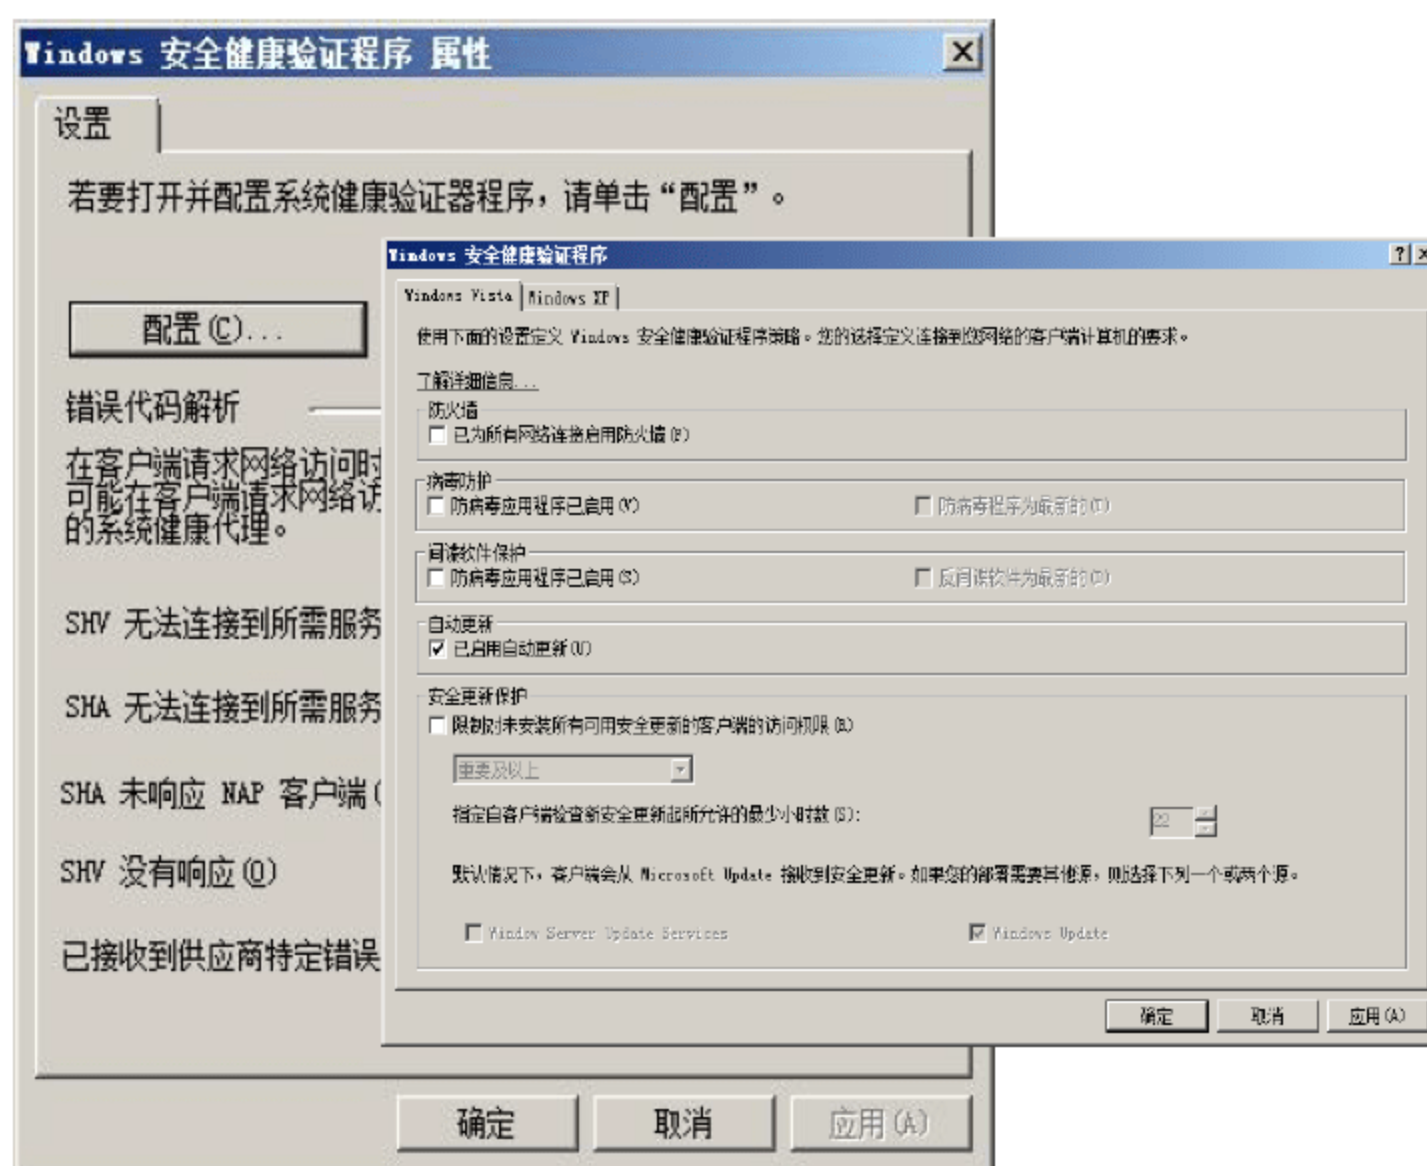 Windows 安全健康验证程序 属性
设置
若要打开并配置系统健康验证器程序，请单击“配置”。
配置(C)...
错误代码解析
在客户端请求网络访问时
可能在客户端请求网络访
的系统健康代理。
SHV 无法连接到所需服务
SHA 无法连接到所需服务
SHA 未响应 NAP 客户端(
SHV 没有响应(O)
已接收到供应商特定错误
确定 取消 应用(A)
Windows 安全健康验证程序
Windows Vista Windows XP
使用下面的设置定义 Windows 安全健康验证程序策略。您的选择定义连接到您网络的客户端计算机的要求。
了解详细信息...
防火墙
已为所有网络连接启用防火墙(F)
病毒防护
防病毒应用程序已启用(V) 防病毒程序为最新的(T)
间谍软件保护
防病毒应用程序已启用(S) 反间谍软件为最新的(D)
自动更新
已启用自动更新(U)
安全更新保护
限制对未安装所有可用安全更新的客户端的访问权限(R)
重要及以上
指定自客户端检查新安全更新起所允许的最少小时数(S): 22
默认情况下，客户端会从 Microsoft Update 接收到安全更新。如果您的部署需要其他源，则选择下列一个或两个源。
Window Server Update Services Windows Update
确定 取消 应用(A)